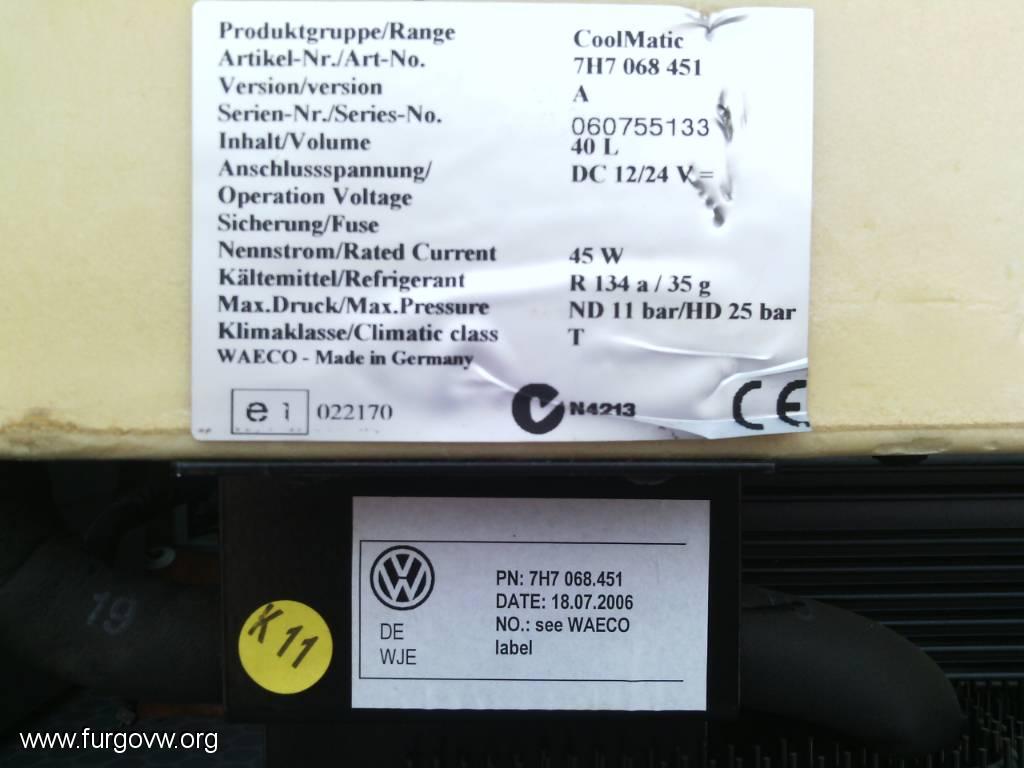 Produktgruppe/Range CoolMatic
Artikel-Nr./Art-No. 7H7 068 451
Version/version A
Serien-Nr./Series-No. 060755133
Inhalt/Volume 40 L
Anschlussspannung/ DC 12/24 V =
Operation Voltage
Sicherung/Fuse
Nennstrom/Rated Current 45 W
Kältemittel/Refrigerant R 134 a / 35 g
Max.Druck/Max.Pressure ND 11 bar/HD 25 bar
Klimaklasse/Climatic class T
WAECO - Made in Germany
e 1 022170 N4213 CE
VW
PN: 7H7 068.451
DATE: 18.07.2006
NO.: see WAECO
label
DE
WJE
K 11
19
www.furgovw.org